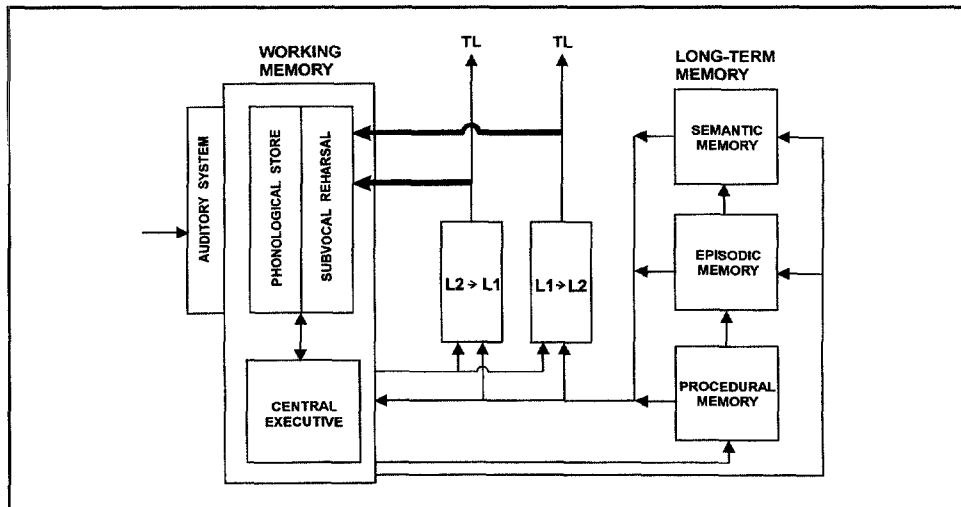 TL
TL
WORKING
MEMORY
LONG-TERM
MEMORY
AUDITORY SYSTEM
PHONOLOGICAL STORE
SUBVOCAL REHARSAL
SEMANTIC
MEMORY
EPISODIC
MEMORY
L2 → L1
L1 → L2
PROCEDURAL
MEMORY
CENTRAL
EXECUTIVE